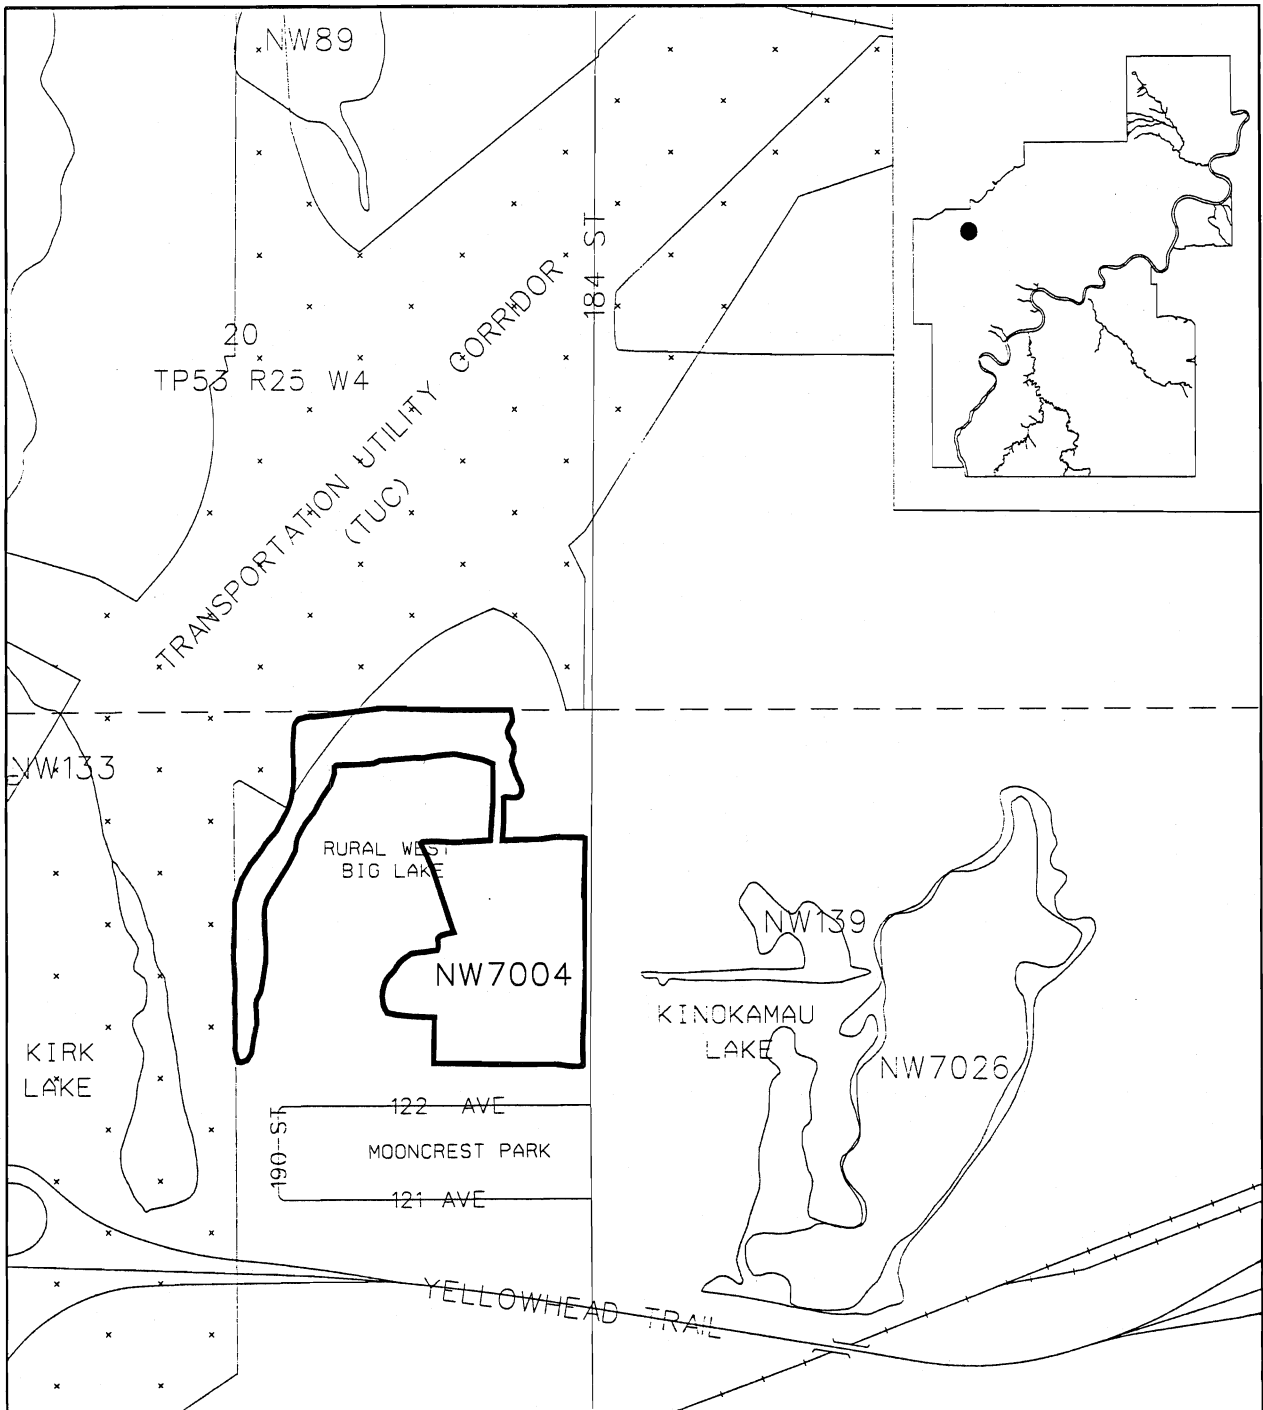 NW89
184 ST
20
TP53 R25 W4
TRANSPORTATION UTILITY CORRIDOR
(TUC)
NW133
RURAL WEST
BIG LAKE
NW139
NW7004
KINOKAMAU
LAKE
KIRK
LAKE
NW7026
122 AVE
190 ST
MOONCREST PARK
121 AVE
YELLOWHEAD TRAIL